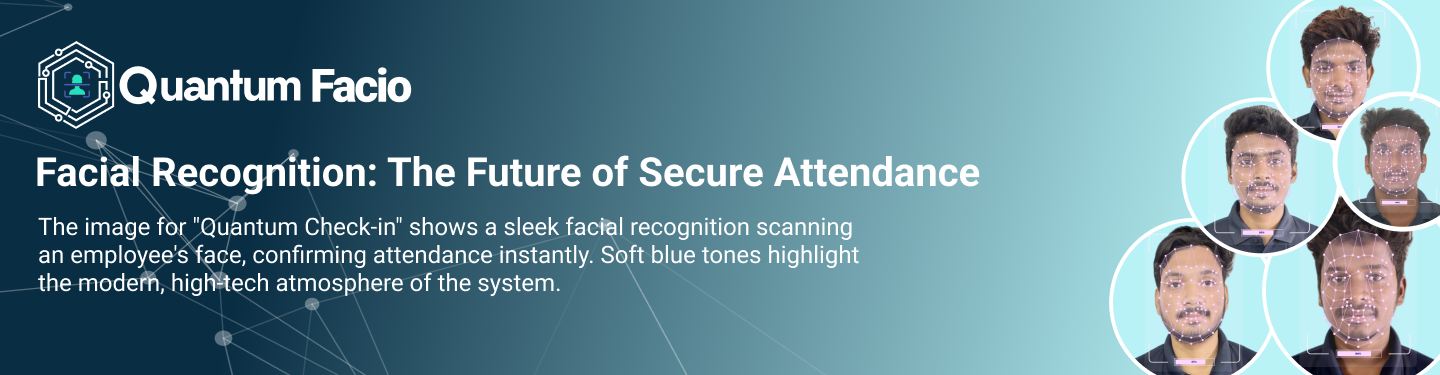 Quantum Facio
Facial Recognition: The Future of Secure Attendance
The image for "Quantum Check-in" shows a sleek facial recognition scanning
an employee's face, confirming attendance instantly. Soft blue tones highlight
the modern, high-tech atmosphere of the system.